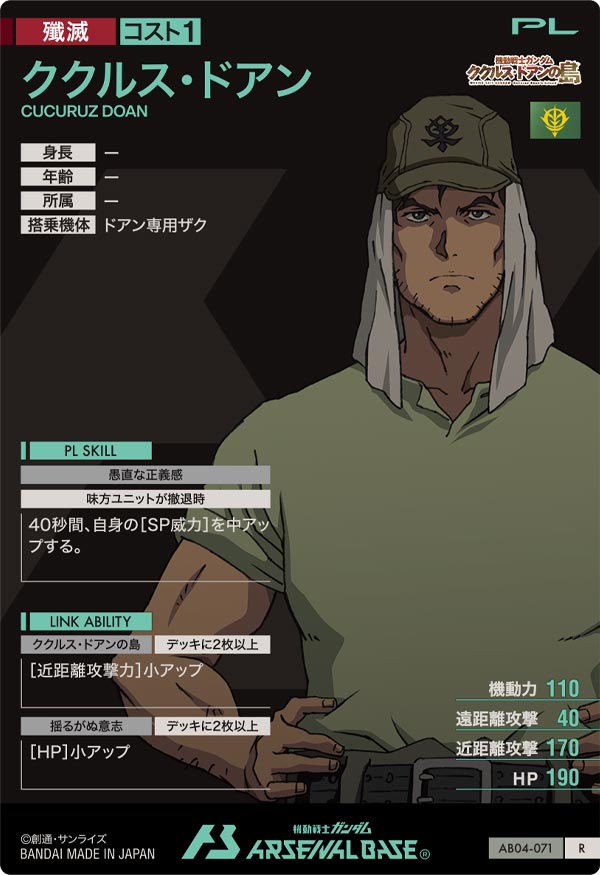 殲滅 コスト1 PL
ククルス・ドアン
CUCURUZ DOAN
機動戦士ガンダム
ククルス・ドアンの島
身長 ー
年齢 ー
所属 ー
搭乗機体 ドアン専用ザク
PL SKILL
愚直な正義感
味方ユニットが撤退時
40秒間、自身の[SP威力]を中アッ
プする。
LINK ABILITY
ククルス・ドアンの島 デッキに2枚以上
[近距離攻撃力]小アップ
揺るがぬ意志 デッキに2枚以上
[HP]小アップ
機動力 110
遠距離攻撃 40
近距離攻撃 170
HP 190
©創通・サンライズ
BANDAI MADE IN JAPAN
機動戦士ガンダム
ARSENAL BASE®
AB04-071 R